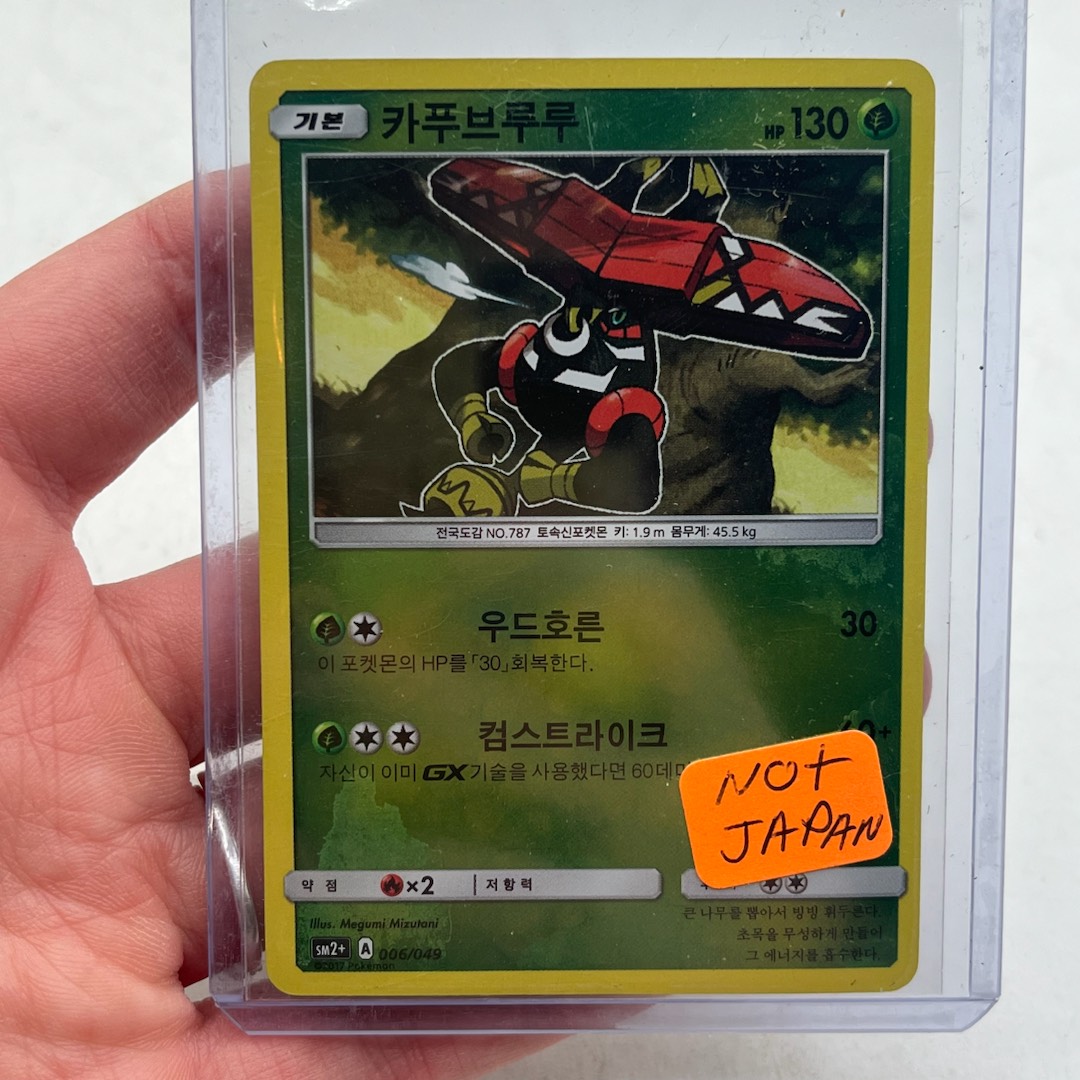 기본 카푸브루루 HP 130
전국도감 NO.787 토속신포켓몬 키: 1.9 m 몸무게: 45.5 kg
우드호른 30
이 포켓몬의 HP를 「30」 회복한다.
컴스트라이크 60+
자신이 이미 GX 기술을 사용했다면 60데미
NOT
JAPAN
약점 ×2 저항력
큰 나무를 뽑아서 빙빙 휘두른다.
초목을 무성하게 만들어
그 에너지를 흡수한다.
Illus. Megumi Mizutani
SM2+ A 006/049
©2017 Pokémon